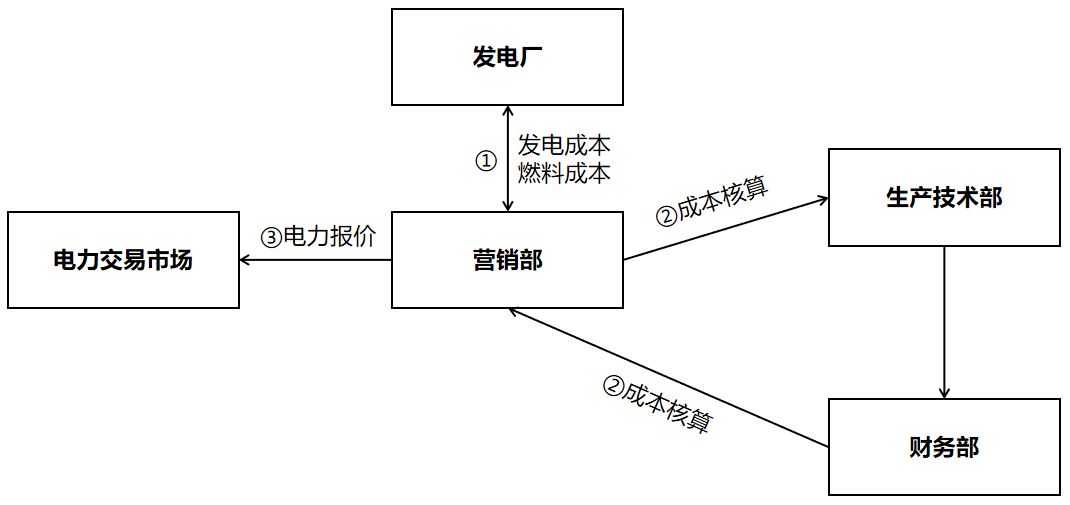 发电厂
①
发电成本
燃料成本
②成本核算
生产技术部
③电力报价
电力交易市场
营销部
②成本核算
财务部